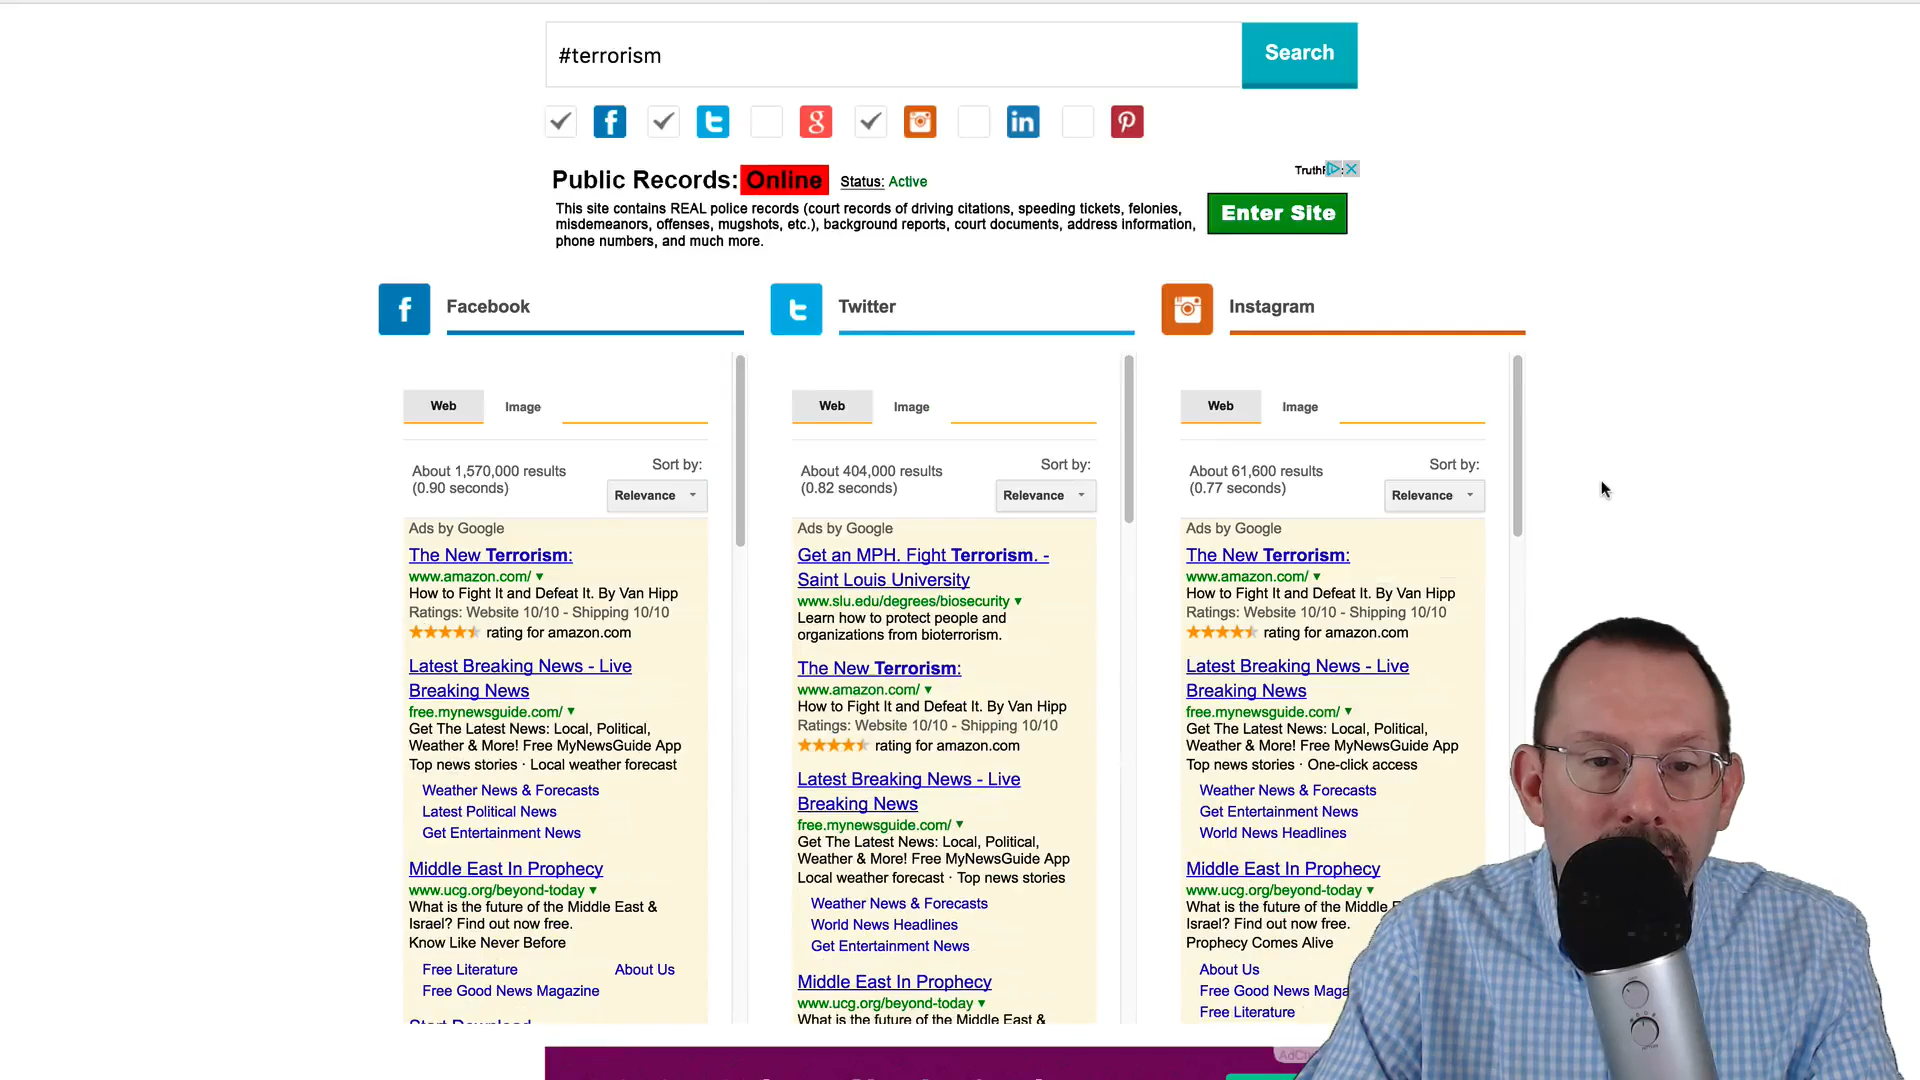 #terrorism
Search
Public Records: Online Status: Active
This site contains REAL police records (court records of driving citations, speeding tickets, felonies,
misdemeanors, offenses, mugshots, etc.), background reports, court documents, address information,
phone numbers, and much more.
Enter Site
Facebook
Web Image
About 1,570,000 results
(0.90 seconds)
Sort by:
Relevance
Ads by Google
The New Terrorism:
www.amazon.com/
How to Fight It and Defeat It. By Van Hipp
Ratings: Website 10/10 - Shipping 10/10
rating for amazon.com
Latest Breaking News - Live
Breaking News
free.mynewsguide.com/
Get The Latest News: Local, Political,
Weather & More! Free MyNewsGuide App
Top news stories · Local weather forecast
Weather News & Forecasts
Latest Political News
Get Entertainment News
Middle East In Prophecy
www.ucg.org/beyond-today
What is the future of the Middle East &
Israel? Find out now free.
Know Like Never Before
Free Literature About Us
Free Good News Magazine
Start Download
Twitter
Web Image
About 404,000 results
(0.82 seconds)
Sort by:
Relevance
Ads by Google
Get an MPH. Fight Terrorism. -
Saint Louis University
www.slu.edu/degrees/biosecurity
Learn how to protect people and
organizations from bioterrorism.
The New Terrorism:
www.amazon.com/
How to Fight It and Defeat It. By Van Hipp
Ratings: Website 10/10 - Shipping 10/10
rating for amazon.com
Latest Breaking News - Live
Breaking News
free.mynewsguide.com/
Get The Latest News: Local, Political,
Weather & More! Free MyNewsGuide App
Local weather forecast · Top news stories
Weather News & Forecasts
World News Headlines
Get Entertainment News
Middle East In Prophecy
www.ucg.org/beyond-today
What is the future of the Middle East &
Instagram
Web Image
About 61,600 results
(0.77 seconds)
Sort by:
Relevance
Ads by Google
The New Terrorism:
www.amazon.com/
How to Fight It and Defeat It. By Van Hipp
Ratings: Website 10/10 - Shipping 10/10
rating for amazon.com
Latest Breaking News - Live
Breaking News
free.mynewsguide.com/
Get The Latest News: Local, Political,
Weather & More! Free MyNewsGuide App
Top news stories · One-click access
Weather News & Forecasts
Get Entertainment News
World News Headlines
Middle East In Prophecy
www.ucg.org/beyond-today
What is the future of the Middle E
Israel? Find out now free.
Prophecy Comes Alive
About Us
Free Good News Maga
Free Literature